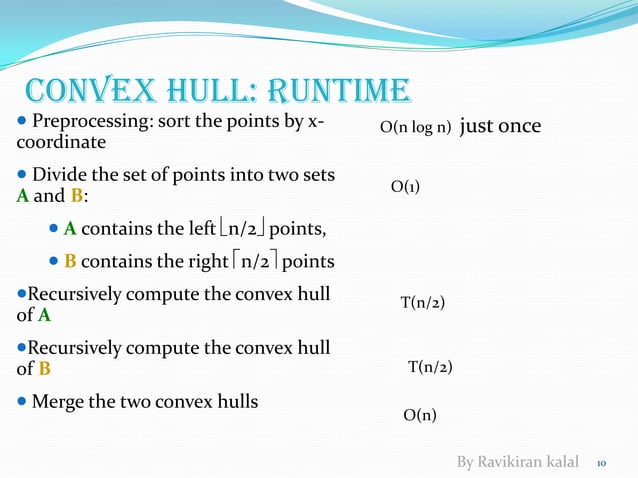 CONVEX HULL: RUNTIME
• Preprocessing: sort the points by x-
coordinate
O(n log n) just once
• Divide the set of points into two sets
A and B:
O(1)
• A contains the left ⌊n/2⌋ points,
• B contains the right ⌈n/2⌉ points
•Recursively compute the convex hull
of A
T(n/2)
•Recursively compute the convex hull
of B
T(n/2)
• Merge the two convex hulls
O(n)
By Ravikiran kalal 10